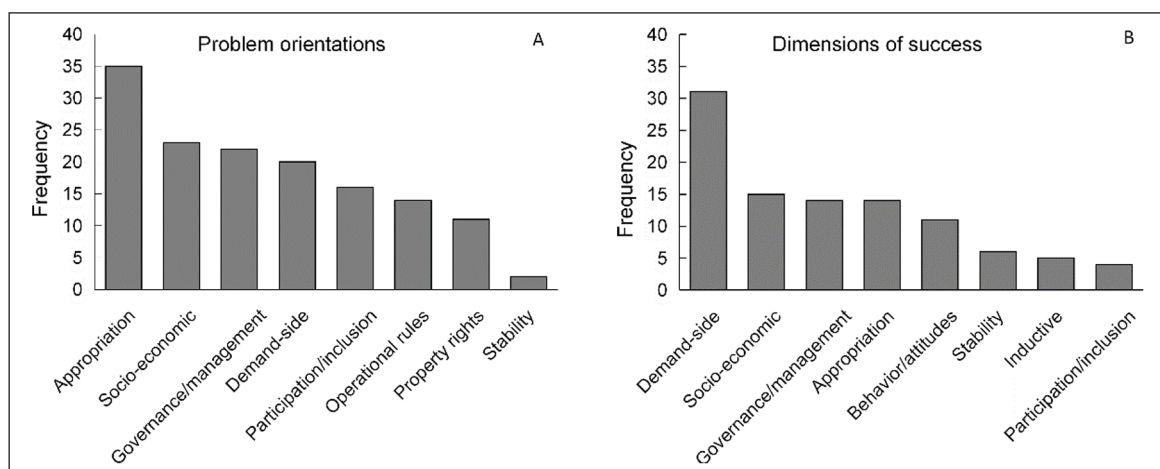 Problem orientations
A
40
35
30
25
20
15
10
5
0
Frequency
Appropriation
Socio-economic
Governance/management
Demand-side
Participation/inclusion
Operational rules
Property rights
Stability
Dimensions of success
B
40
35
30
25
20
15
10
5
0
Frequency
Demand-side
Socio-economic
Governance/management
Appropriation
Behavior/attitudes
Stability
Inductive
Participation/inclusion